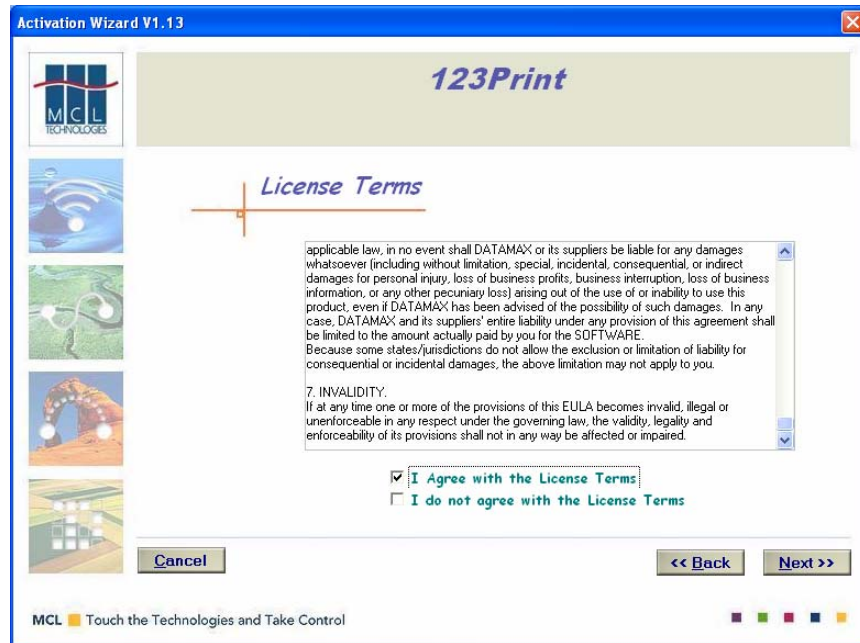 Activation Wizard V1.13
MCL
TECHNOLOGIES
123Print
License Terms
applicable law, in no event shall DATAMAX or its suppliers be liable for any damages
whatsoever (including without limitation, special, incidental, consequential, or indirect
damages for personal injury, loss of business profits, business interruption, loss of business
information, or any other pecuniary loss) arising out of the use of or inability to use this
product, even if DATAMAX has been advised of the possibility of such damages. In any
case, DATAMAX and its suppliers' entire liability under any provision of this agreement shall
be limited to the amount actually paid by you for the SOFTWARE.
Because some states/jurisdictions do not allow the exclusion or limitation of liability for
consequential or incidental damages, the above limitation may not apply to you.
7. INVALIDITY.
If at any time one or more of the provisions of this EULA becomes invalid, illegal or
unenforceable in any respect under the governing law, the validity, legality and
enforceability of its provisions shall not in any way be affected or impaired.
I Agree with the License Terms
I do not agree with the License Terms
Cancel
<< Back
Next >>
MCL Touch the Technologies and Take Control